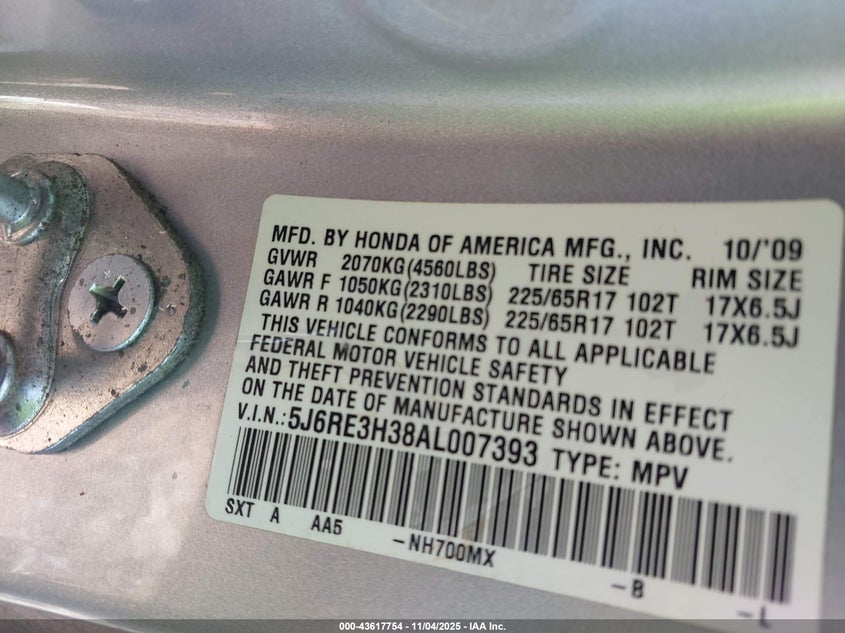 MFD. BY HONDA OF AMERICA MFG., INC. 10/'09
GVWR 2070KG(4560LBS) TIRE SIZE RIM SIZE
GAWR F 1050KG(2310LBS) 225/65R17 102T 17X6.5J
GAWR R 1040KG(2290LBS) 225/65R17 102T 17X6.5J
THIS VEHICLE CONFORMS TO ALL APPLICABLE
FEDERAL MOTOR VEHICLE SAFETY
AND THEFT PREVENTION STANDARDS IN EFFECT
ON THE DATE OF MANUFACTURE SHOWN ABOVE.
V.I.N.:5J6RE3H38AL007393 TYPE: MPV
SXT A AA5 -NH700MX -B -L
000-43617754 - 11/04/2025 - IAA Inc.